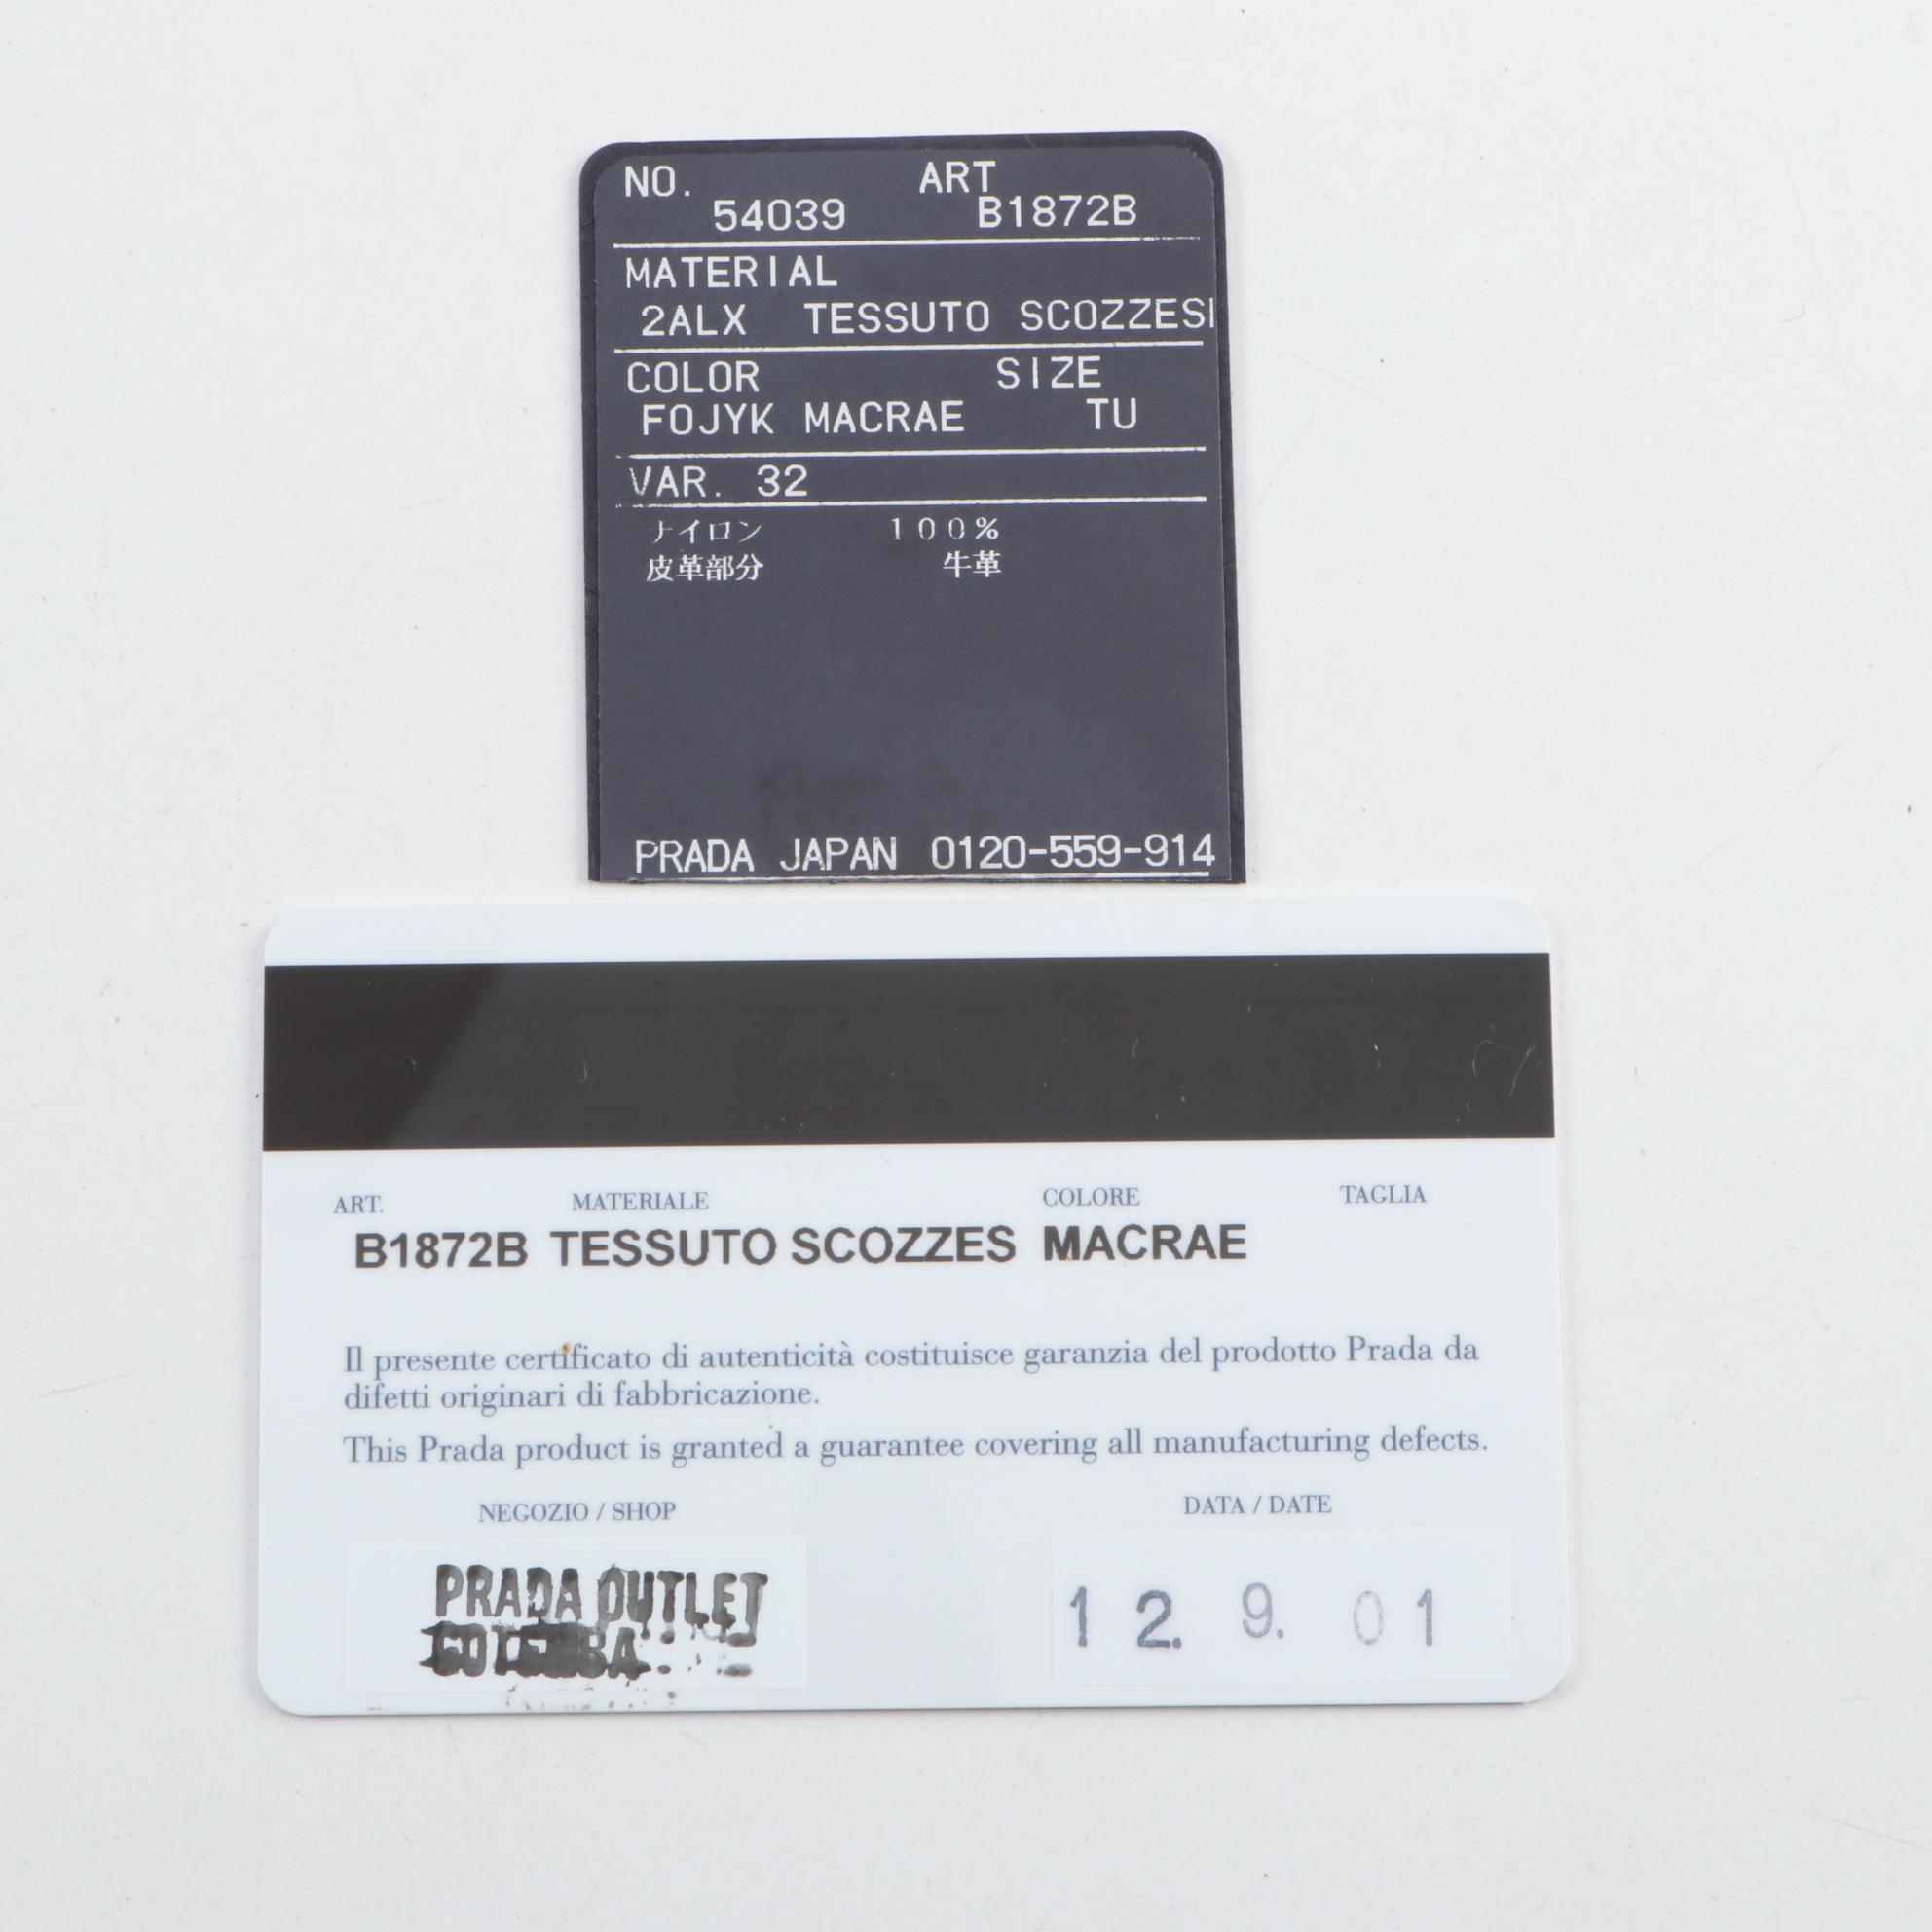 NO. ART
54039 B1872B
MATERIAL
2ALX TESSUTO SCOZZES
COLOR SIZE
F0JYK MACRAE TU
VAR. 32
ナイロン 100%
皮革部分 牛革
PRADA JAPAN 0120-559-914
ART. MATERIALE COLORE TAGLIA
B1872B TESSUTO SCOZZES MACRAE
Il presente certificato di autenticità costituisce garanzia del prodotto Prada da
difetti originari di fabbricazione.
This Prada product is granted a guarantee covering all manufacturing defects.
NEGOZIO / SHOP DATA / DATE
PRADA OUTLET
12. 9. 01